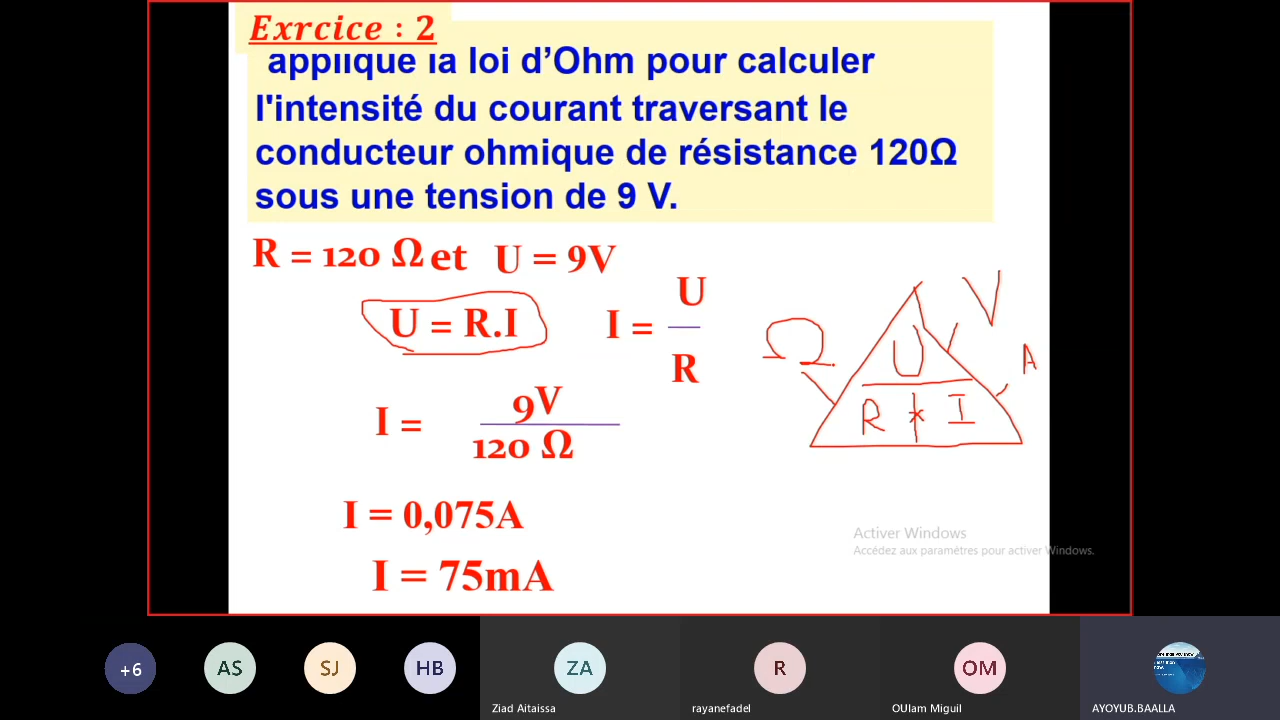 Exrcice : 2
applique la loi d'Ohm pour calculer
l'intensité du courant traversant le
conducteur ohmique de résistance 120Ω
sous une tension de 9 V.
R = 120 Ω et U = 9V
U = R.I
I = U
R
I = 9V
120 Ω
I = 0,075A
I = 75mA
V
Ω
A
U
R * I
Activer Windows
Accédez aux paramètres pour activer Windows.
+6
AS
SJ
HB
ZA
R
OM
Ziad Aitaissa
rayanefadel
OUlam Miguil
AYOYUB.BAALLA